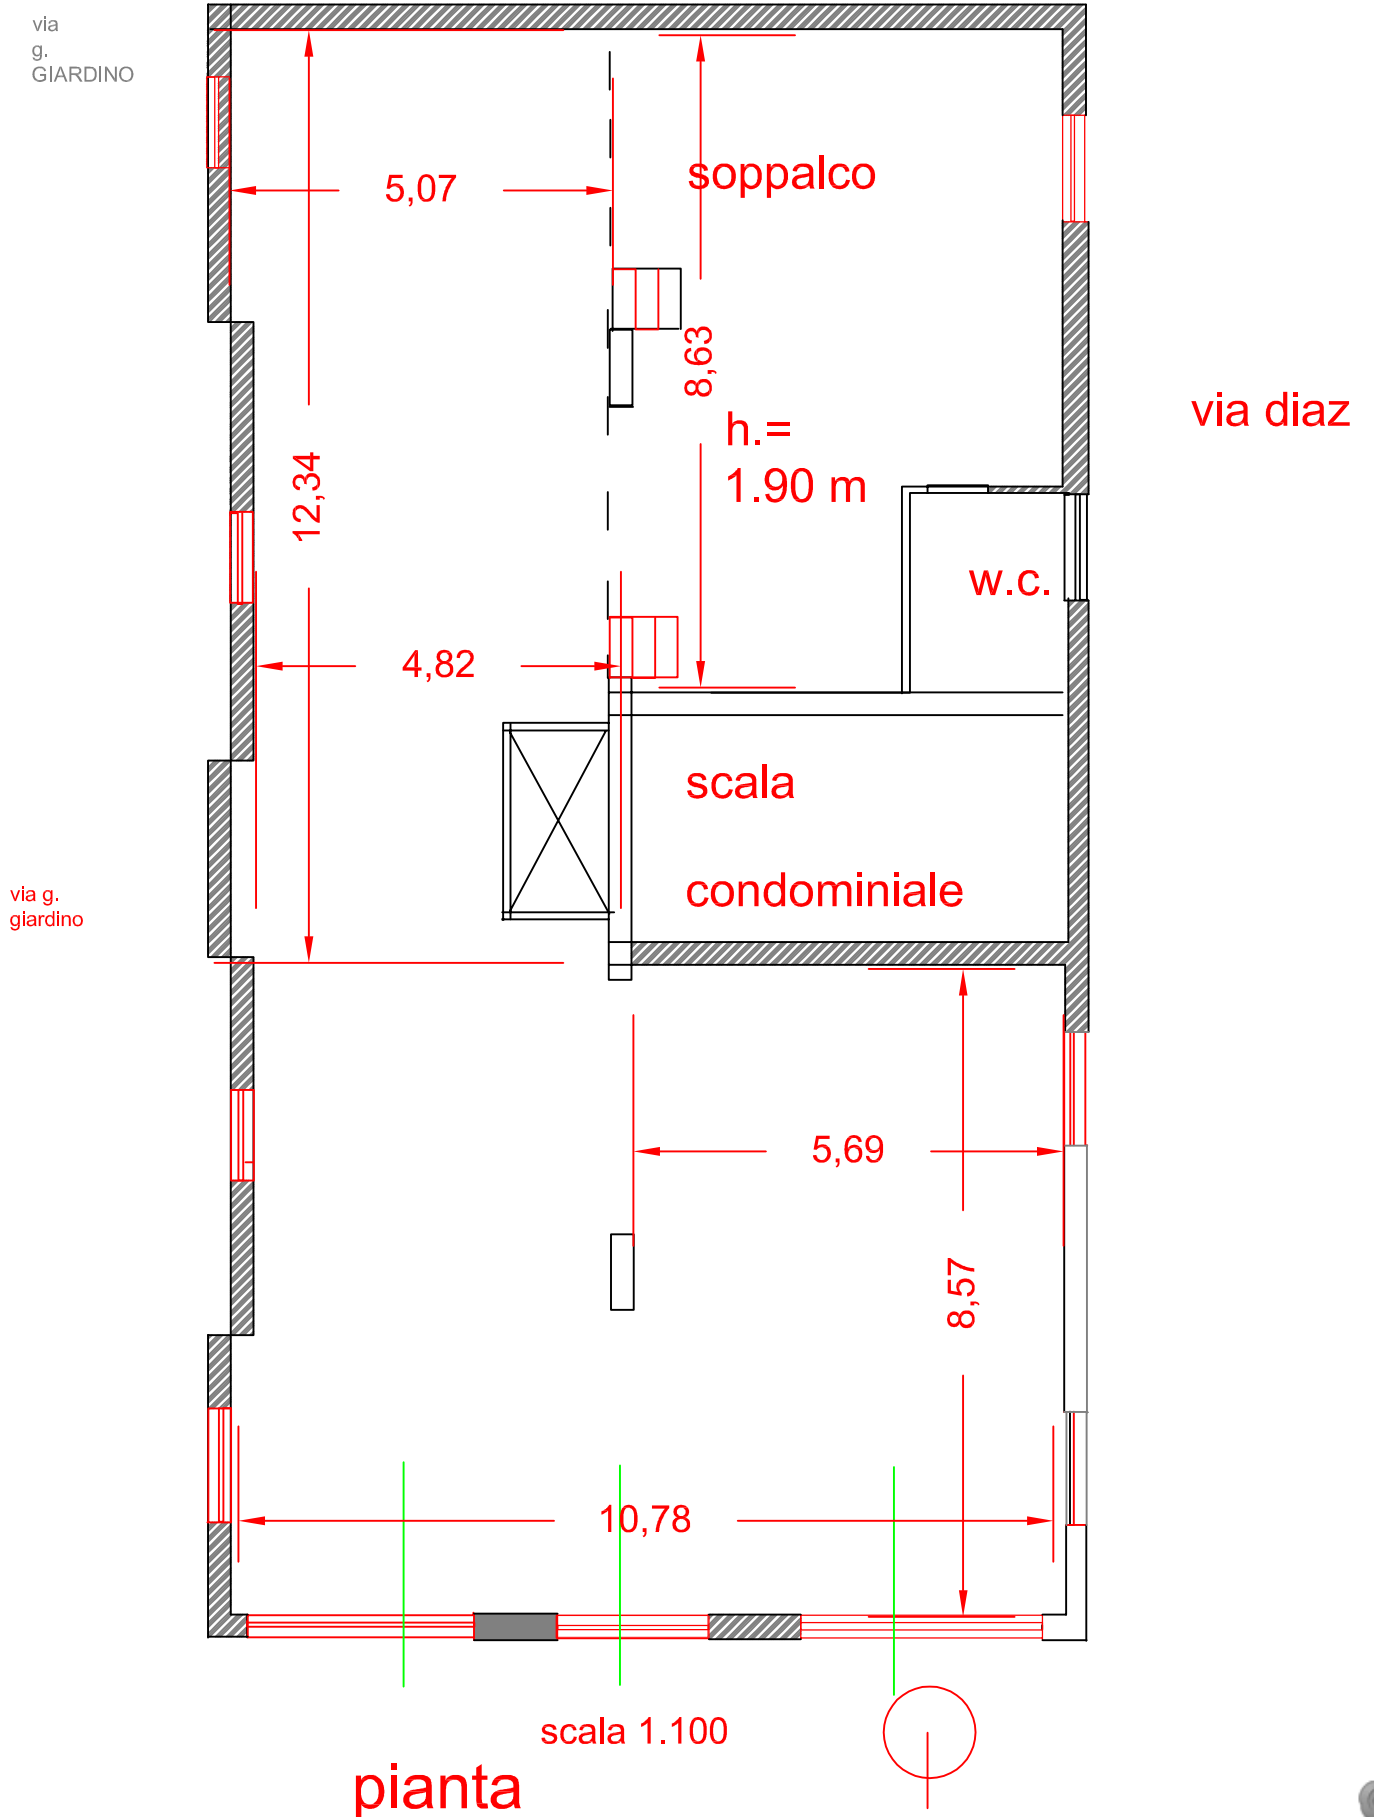 via
g.
GIARDINO
soppalco
5,07
8,63
via diaz
h.=
1.90 m
12,34
w.c.
4,82
scala
condominiale
via g.
giardino
5,69
8,57
10,78
scala 1.100
pianta